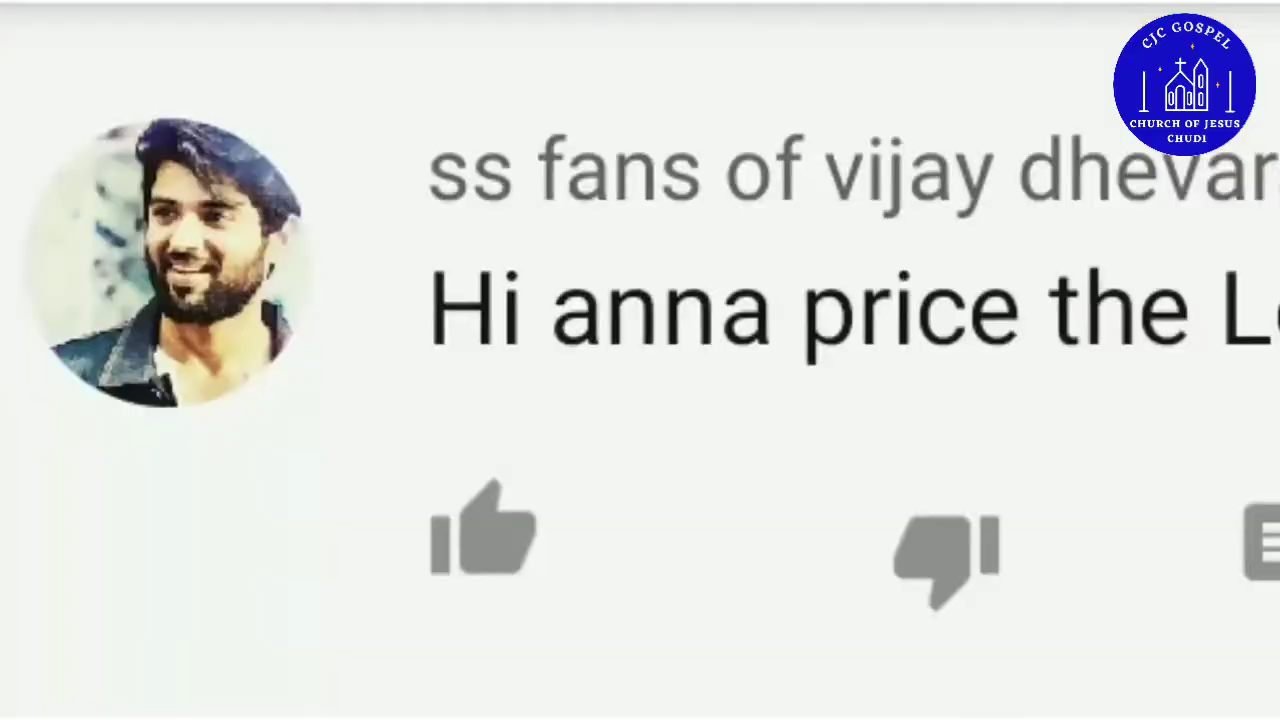 CJC GOSPEL
CHURCH OF JESUS
CHUDI
ss fans of vijay dhevar
Hi anna price the